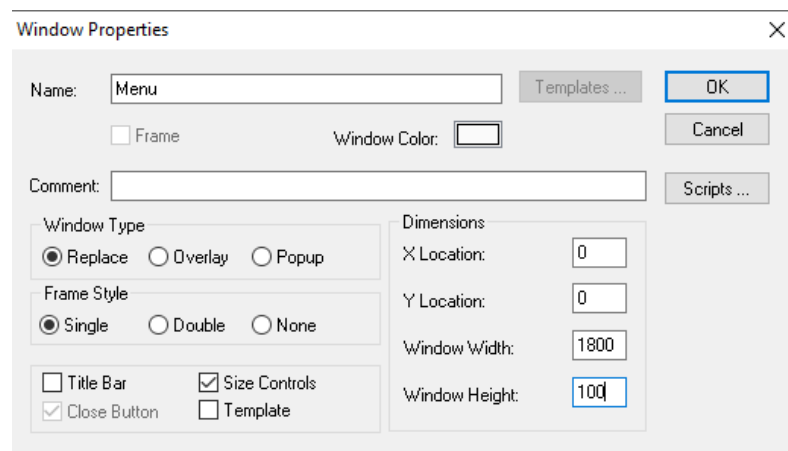 Window Properties
Name: Menu Templates ... OK
Frame Window Color: Cancel
Comment: Scripts ...
Window Type
Replace Overlay Popup
Frame Style
Single Double None
Title Bar Size Controls
Close Button Template
Dimensions
X Location: 0
Y Location: 0
Window Width: 1800
Window Height: 100